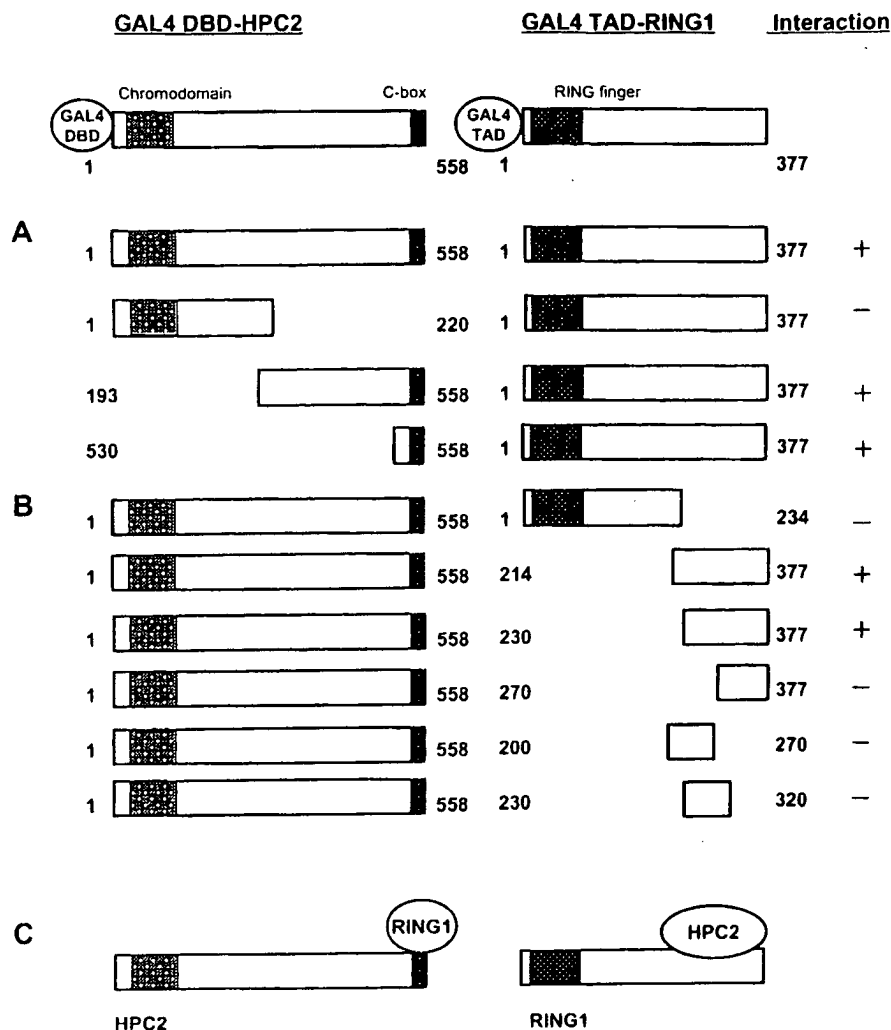 GAL4 DBD-HPC2 GAL4 TAD-RING1 Interaction
Chromodomain C-box RING finger
GAL4 DBD GAL4 TAD
1 558 1 377
A
1 558 1 377 +
1 220 1 377 –
193 558 1 377 +
530 558 1 377 +
B
1 558 1 234 –
1 558 214 377 +
1 558 230 377 +
1 558 270 377 –
1 558 200 270 –
1 558 230 320 –
C
RING1 HPC2
HPC2 RING1